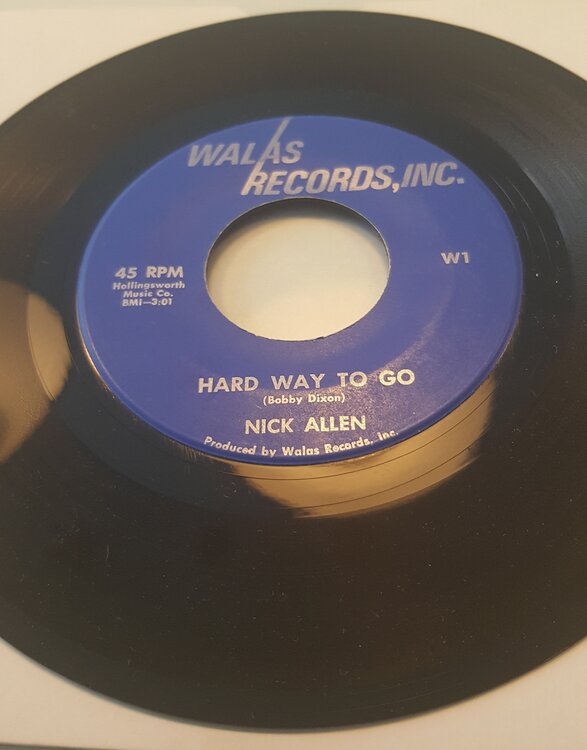 WALAS
RECORDS, INC.
W1
45 RPM
Hollingsworth
Music Co.
BMI—3:01
HARD WAY TO GO
(Bobby Dixon)
NICK ALLEN
Produced by Walas Records, Inc.